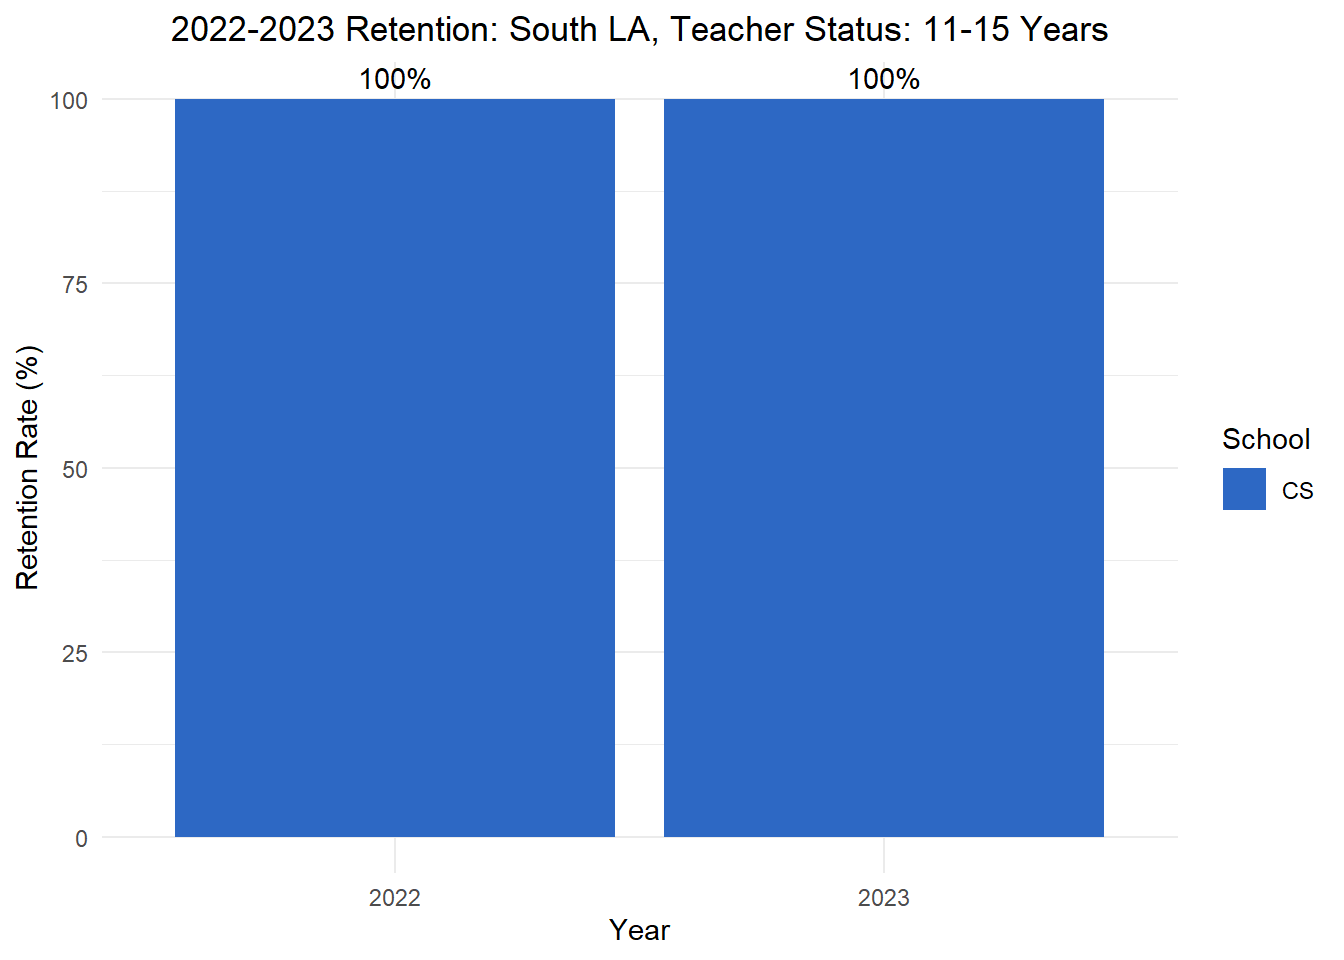 2022-2023 Retention: South LA, Teacher Status: 11-15 Years
100%
100%
100
75
50
25
0
Retention Rate (%)
2022
2023
Year
School
CS